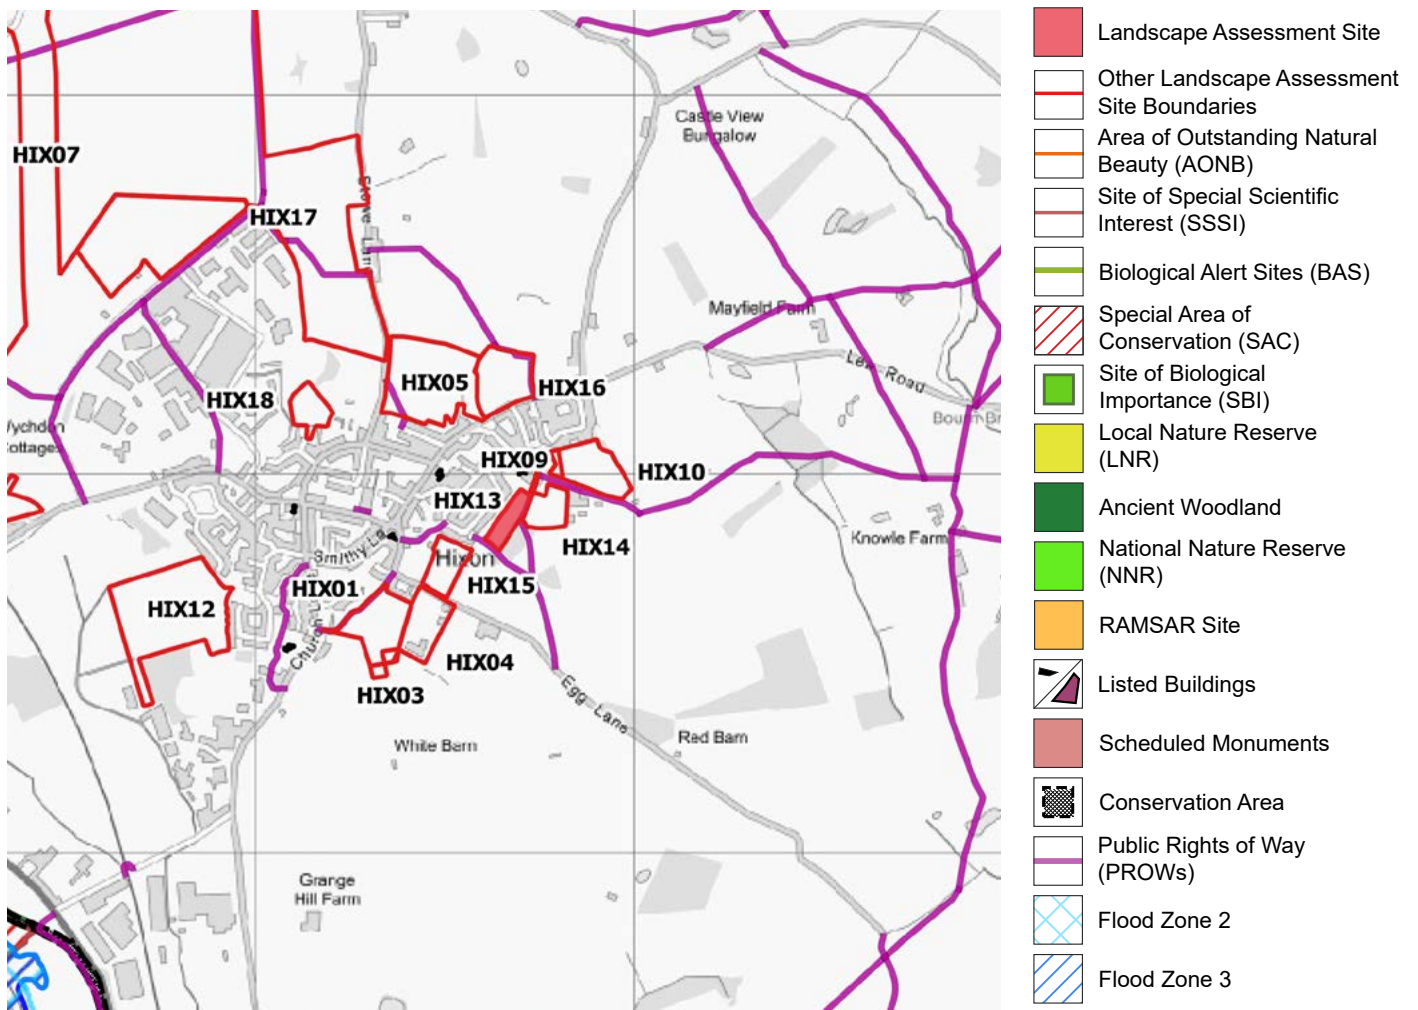 HIX07
Castle View
Bungalow
Stowe Lane
HIX17
Mayfield Farm
Lea Road
HIX05
HIX16
HIX18
HIX09
HIX10
HIX13
Knowle Farm
HIX14
Smithy La
Hixon
HIX15
HIX01
HIX12
Church
HIX04
HIX03
Egg Lane
White Barn
Red Barn
Grange
Hill Farm
Landscape Assessment Site
Other Landscape Assessment
Site Boundaries
Area of Outstanding Natural
Beauty (AONB)
Site of Special Scientific
Interest (SSSI)
Biological Alert Sites (BAS)
Special Area of
Conservation (SAC)
Site of Biological
Importance (SBI)
Local Nature Reserve
(LNR)
Ancient Woodland
National Nature Reserve
(NNR)
RAMSAR Site
Listed Buildings
Scheduled Monuments
Conservation Area
Public Rights of Way
(PROWs)
Flood Zone 2
Flood Zone 3